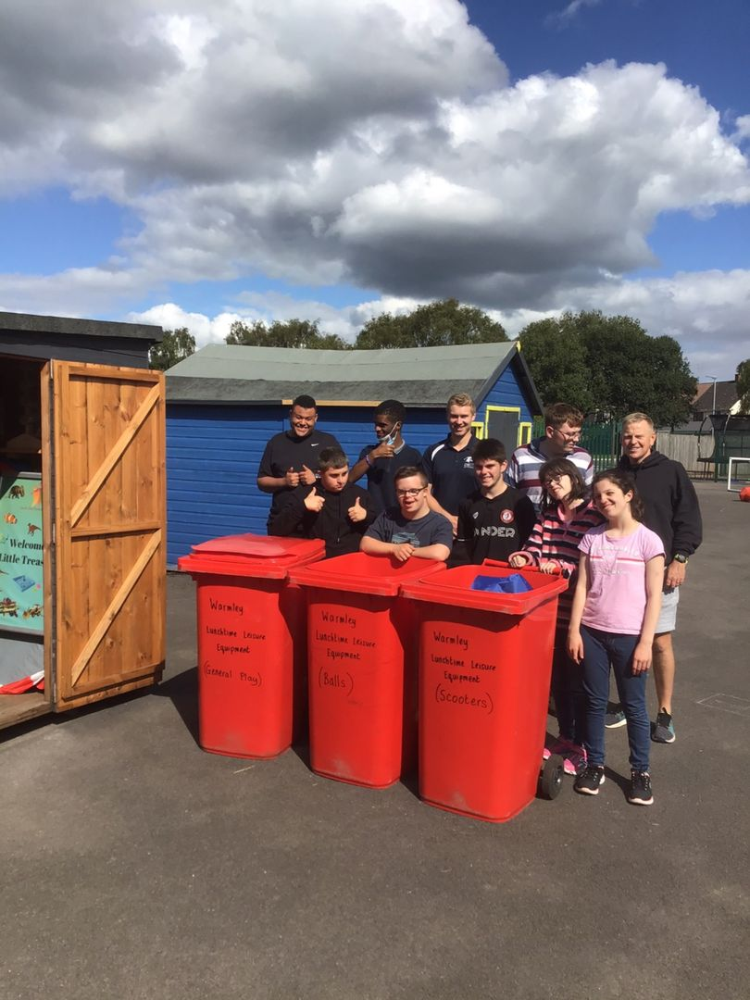 Welcome
Little Treas
Warmley
Lunchtime Leisure
Equipment
(General Play)
Warmley
Lunchtime Leisure
Equipment
(Balls)
Warmley
Lunchtime Leisure
Equipment
(Scooters)
NDER